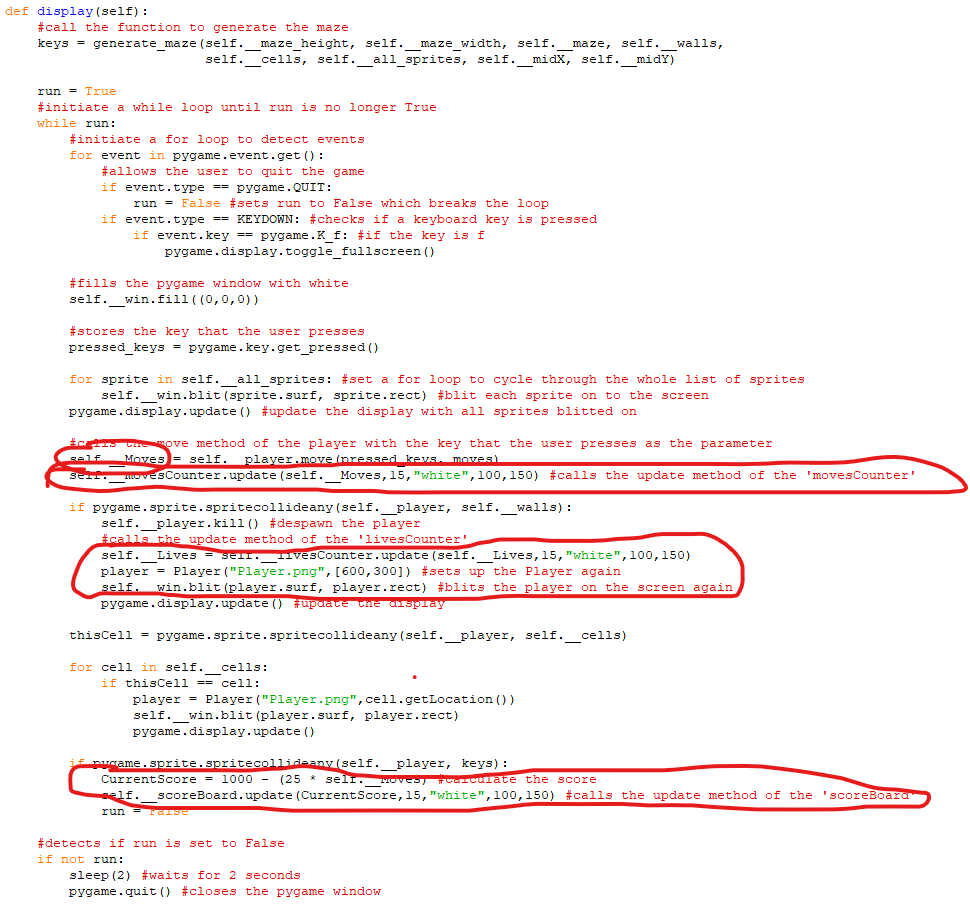 def display(self):
    #call the function to generate the maze
    keys = generate_maze(self.__maze_height, self.__maze_width, self.__maze, self.__walls,
                         self.__cells, self.__all_sprites, self.__midX, self.__midY)

    run = True
    #initiate a while loop until run is no longer True
    while run:
        #initiate a for loop to detect events
        for event in pygame.event.get():
            #allows the user to quit the game
            if event.type == pygame.QUIT:
                run = False #sets run to False which breaks the loop
            if event.type == KEYDOWN: #checks if a keyboard key is pressed
                if event.key == pygame.K_f: #if the key is f
                    pygame.display.toggle_fullscreen()

        #fills the pygame window with white
        self.__win.fill((0,0,0))

        #stores the key that the user presses
        pressed_keys = pygame.key.get_pressed()

        for sprite in self.__all_sprites: #set a for loop to cycle through the whole list of sprites
            self.__win.blit(sprite.surf, sprite.rect) #blit each sprite on to the screen
        pygame.display.update() #update the display with all sprites blitted on

        #calls the move method of the player with the key that the user presses as the parameter
        self.__Moves = self.__player.move(pressed_keys, moves)
        self.__movesCounter.update(self.__Moves,15,"white",100,150) #calls the update method of the 'movesCounter'

        if pygame.sprite.spritecollideany(self.__player, self.__walls):
            self.__player.kill() #despawn the player
            #calls the update method of the 'livesCounter'
            self.__Lives = self.__livesCounter.update(self.__Lives,15,"white",100,150)
            player = Player("Player.png",[600,300]) #sets up the Player again
            self.__win.blit(player.surf, player.rect) #blits the player on the screen again
            pygame.display.update() #update the display

        thisCell = pygame.sprite.spritecollideany(self.__player, self.__cells)

        for cell in self.__cells:
            if thisCell == cell:
                player = Player("Player.png",cell.getLocation())
                self.__win.blit(player.surf, player.rect)
                pygame.display.update()

        if pygame.sprite.spritecollideany(self.__player, keys):
            CurrentScore = 1000 - (25 * self.__Moves) #calculate the score
            self.__scoreBoard.update(CurrentScore,15,"white",100,150) #calls the update method of the 'scoreBoard'
            run = False

    #detects if run is set to False
    if not run:
        sleep(2) #waits for 2 seconds
        pygame.quit() #closes the pygame window